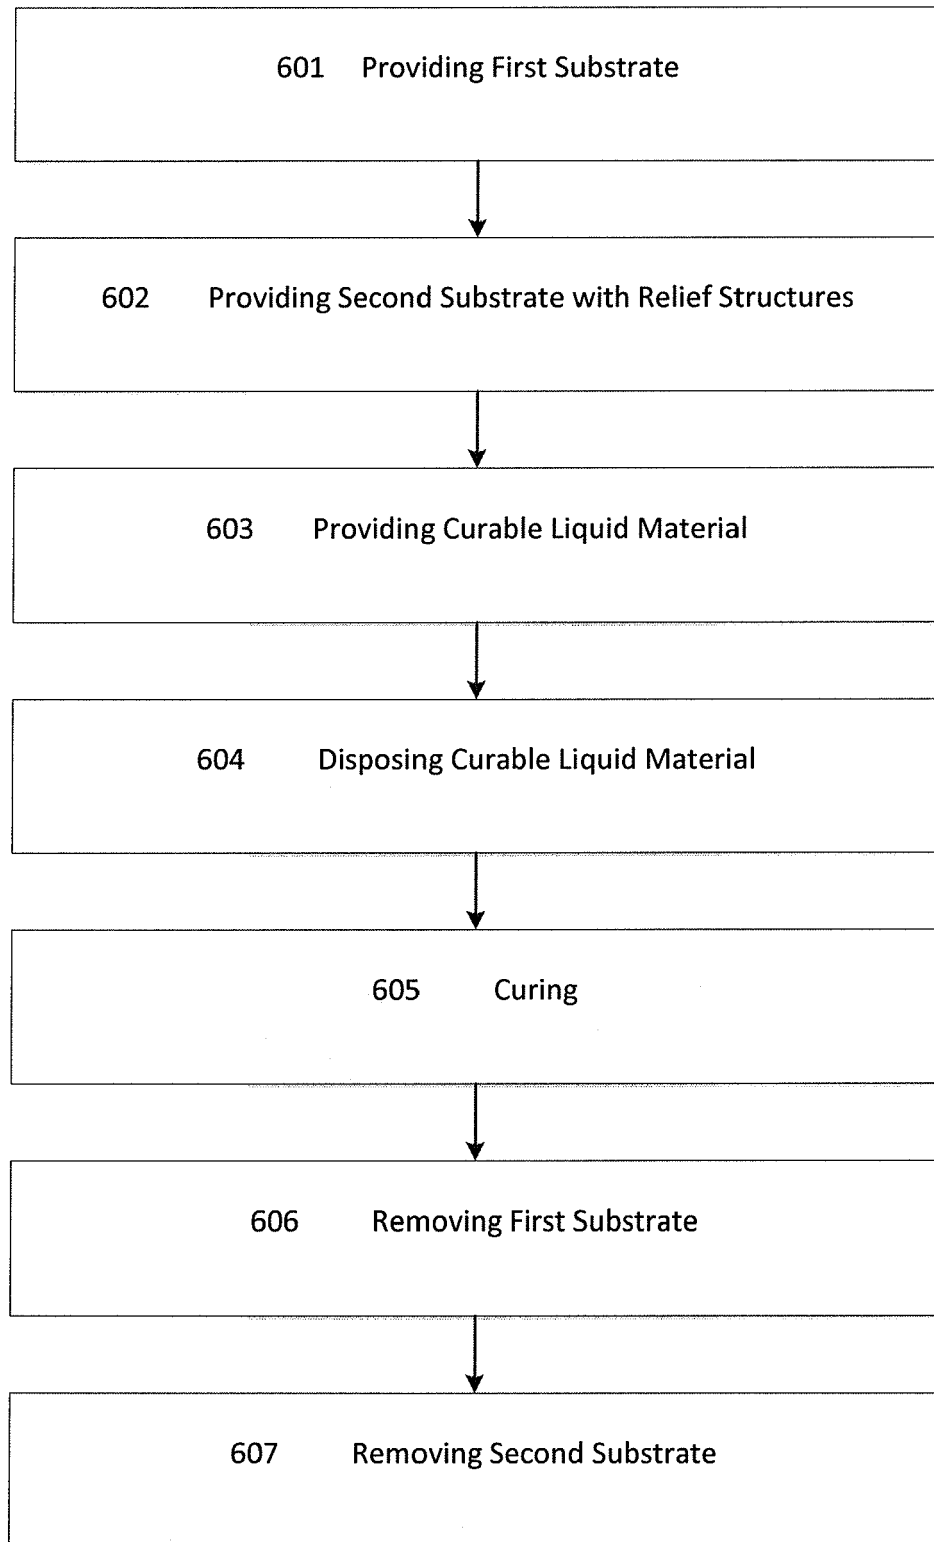 601 Providing First Substrate
602 Providing Second Substrate with Relief Structures
603 Providing Curable Liquid Material
604 Disposing Curable Liquid Material
605 Curing
606 Removing First Substrate
607 Removing Second Substrate